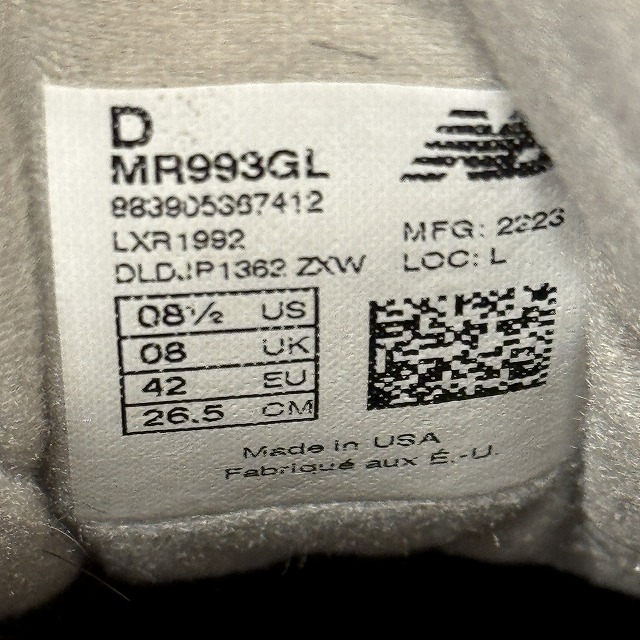 D
MR993GL
883905387412
LXR1992
DLDJP1362 ZXW
MFG: 2223
LOC: L
08½ US
08 UK
42 EU
26.5 CM
Made in USA
Fabriqué aux É.-U.